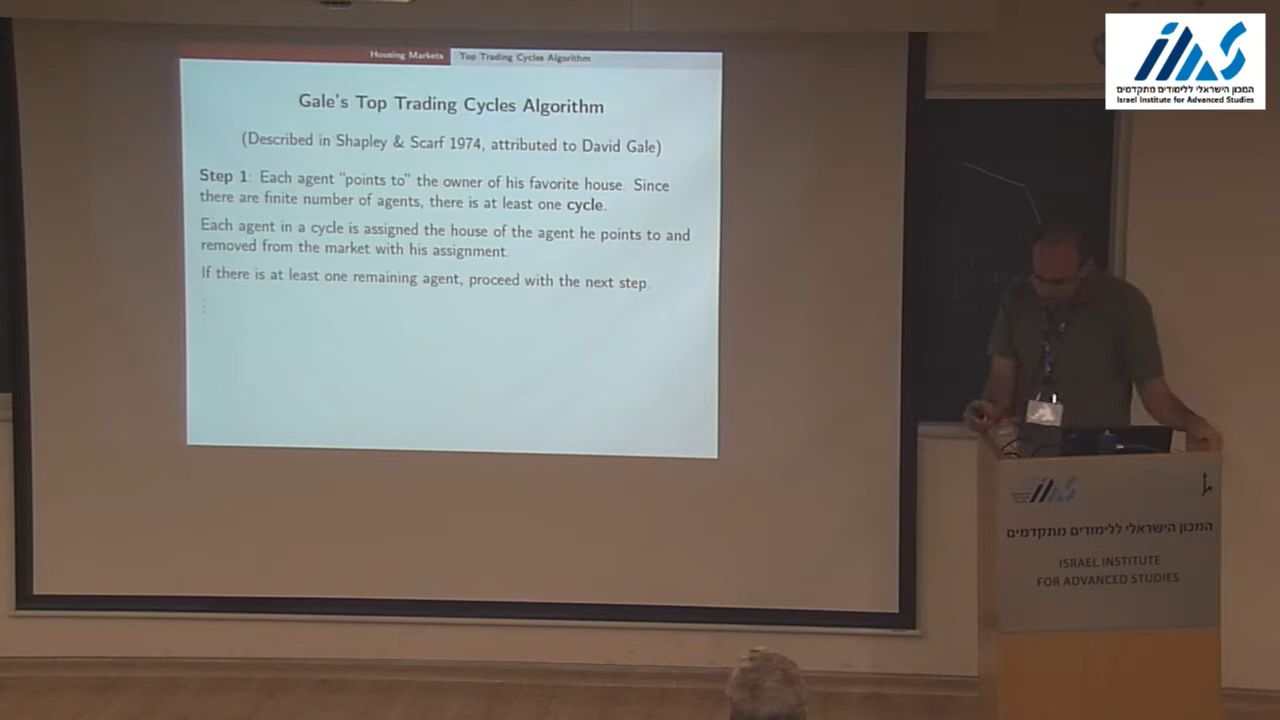 Housing Markets
Top Trading Cycles Algorithm
Gale's Top Trading Cycles Algorithm
(Described in Shapley & Scarf 1974, attributed to David Gale)
Step 1: Each agent "points to" the owner of his favorite house. Since
there are finite number of agents, there is at least one cycle.
Each agent in a cycle is assigned the house of the agent he points to and
removed from the market with his assignment.
If there is at least one remaining agent, proceed with the next step.
⋮
המכון הישראלי ללימודים מתקדמים
Israel Institute for Advanced Studies
המכון הישראלי ללימודים מתקדמים
ISRAEL INSTITUTE
FOR ADVANCED STUDIES